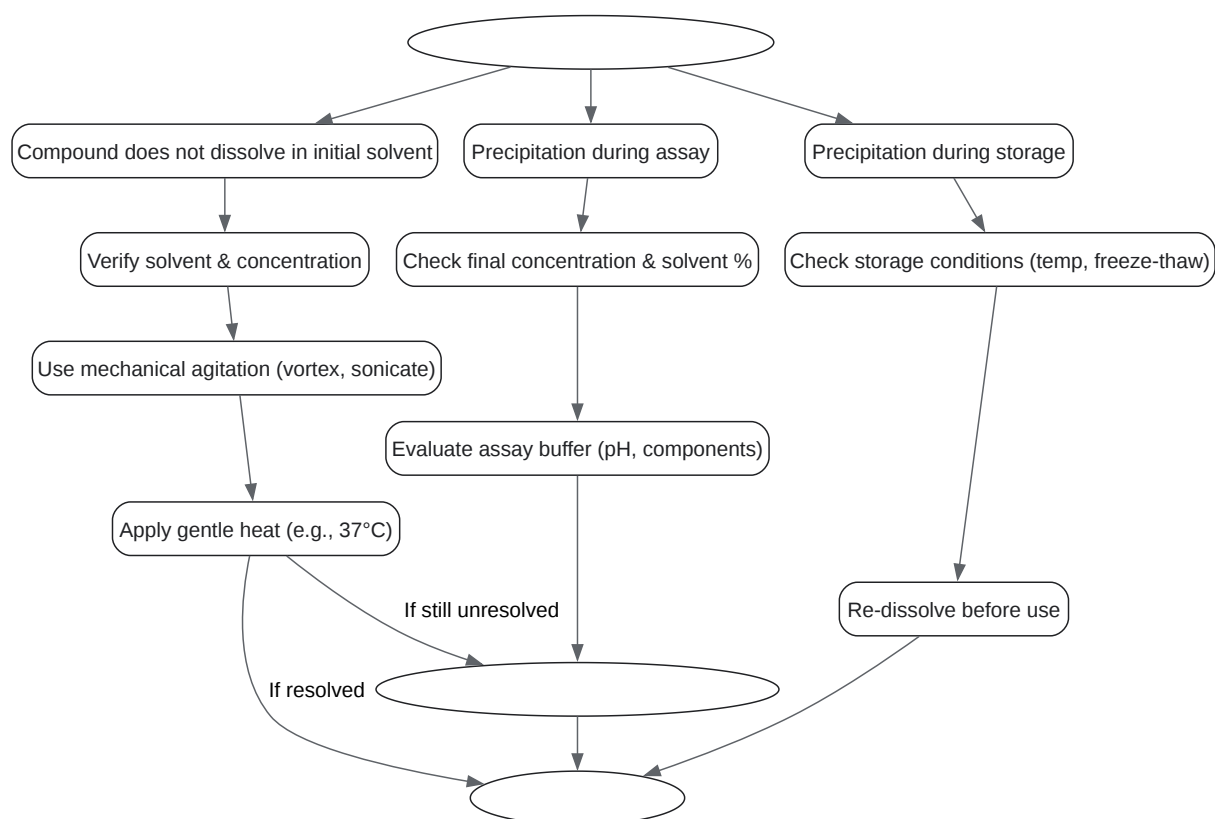 Compound does not dissolve in initial solvent
Precipitation during assay
Precipitation during storage
Verify solvent & concentration
Check final concentration & solvent %
Check storage conditions (temp, freeze-thaw)
Use mechanical agitation (vortex, sonicate)
Evaluate assay buffer (pH, components)
Apply gentle heat (e.g., 37°C)
If still unresolved
Re-dissolve before use
If resolved